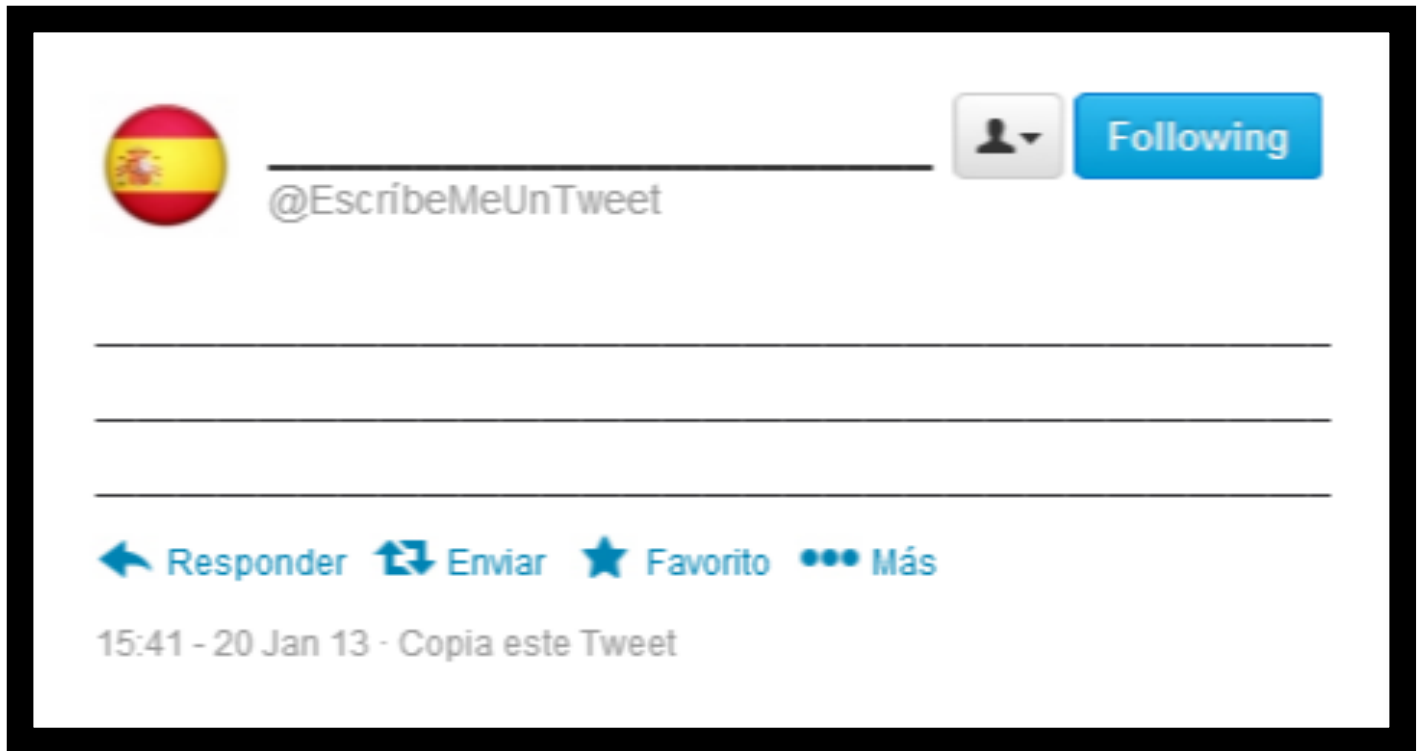 Following
@EscríbeMeUnTweet
Responder Enviar Favorito Más
15:41 - 20 Jan 13 · Copia este Tweet